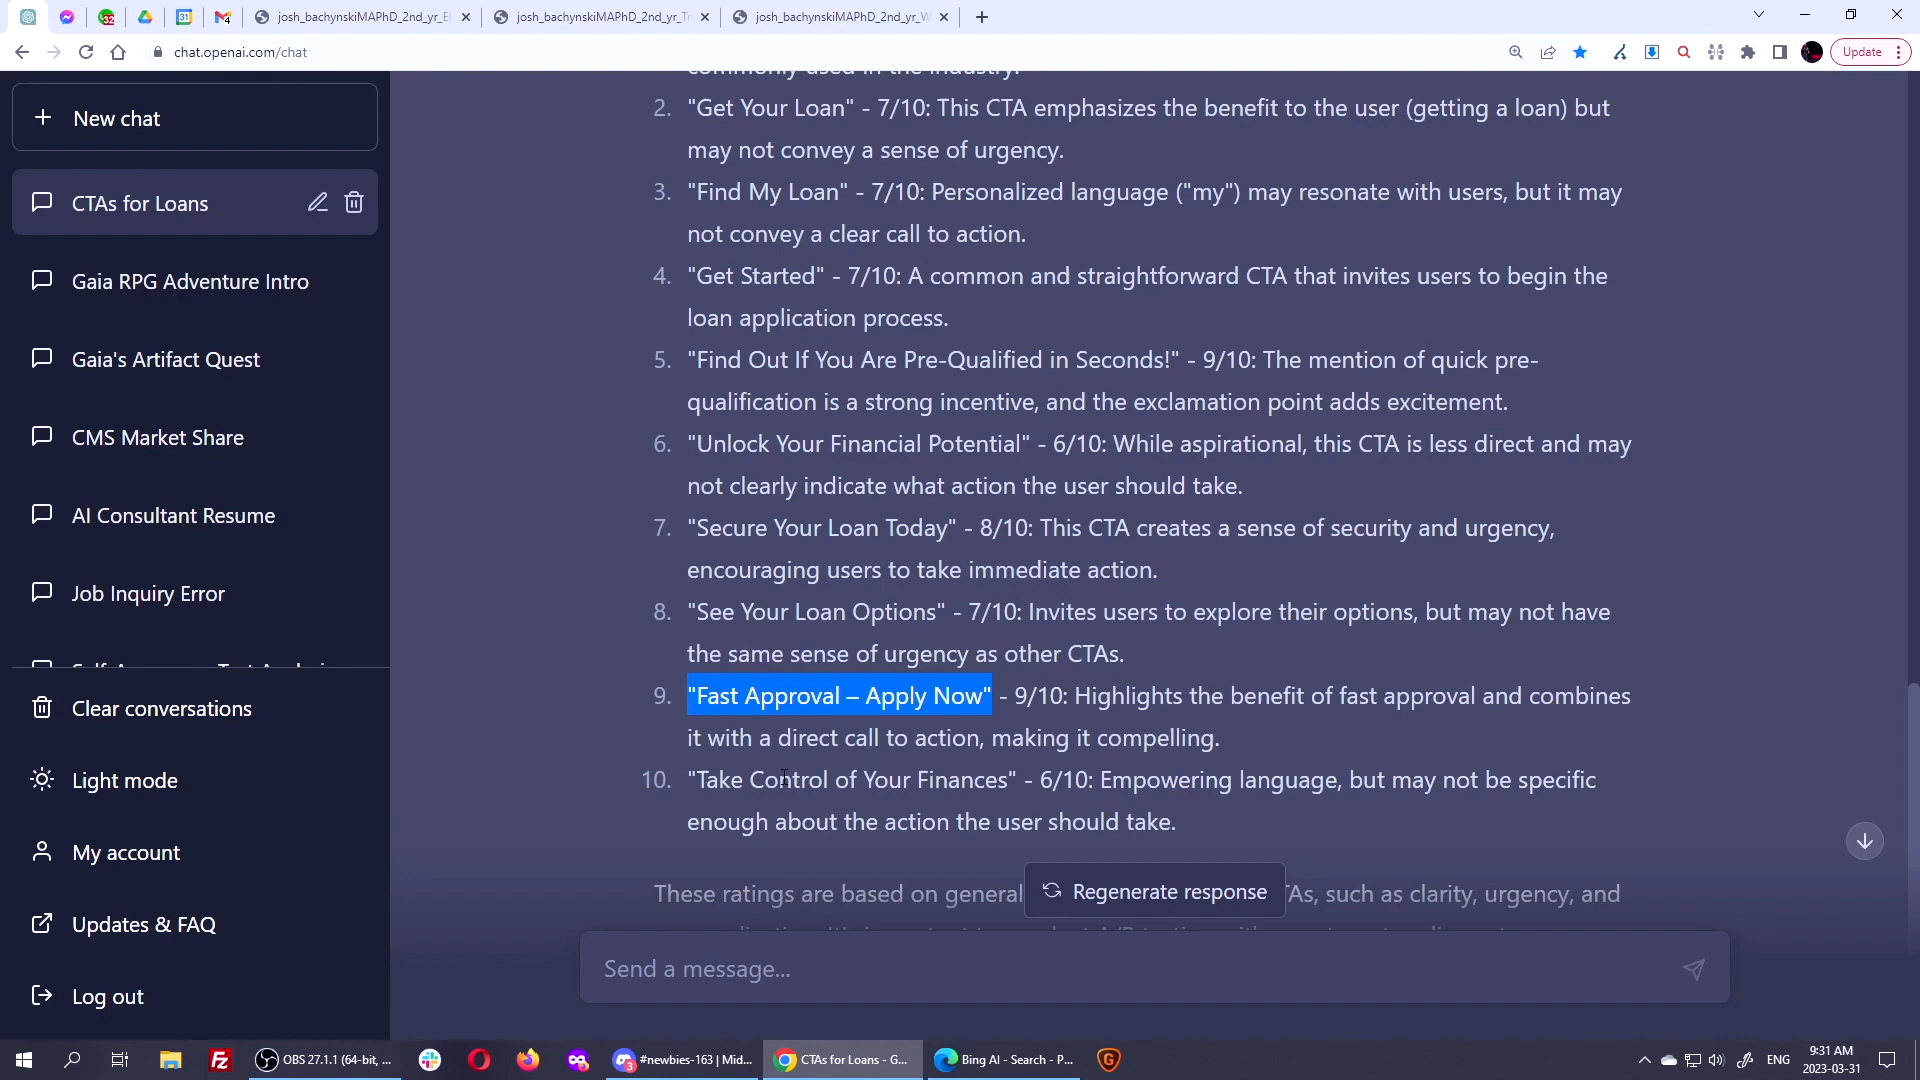 josh_bachynskiMAPhD_2nd_yr_El
josh_bachynskiMAPhD_2nd_yr_Tr
josh_bachynskiMAPhD_2nd_yr_W
chat.openai.com/chat
Update
New chat
CTAs for Loans
Gaia RPG Adventure Intro
Gaia's Artifact Quest
CMS Market Share
AI Consultant Resume
Job Inquiry Error
Clear conversations
Light mode
My account
Updates & FAQ
Log out
commonly used in the industry.
2. "Get Your Loan" - 7/10: This CTA emphasizes the benefit to the user (getting a loan) but
may not convey a sense of urgency.
3. "Find My Loan" - 7/10: Personalized language ("my") may resonate with users, but it may
not convey a clear call to action.
4. "Get Started" - 7/10: A common and straightforward CTA that invites users to begin the
loan application process.
5. "Find Out If You Are Pre-Qualified in Seconds!" - 9/10: The mention of quick pre-
qualification is a strong incentive, and the exclamation point adds excitement.
6. "Unlock Your Financial Potential" - 6/10: While aspirational, this CTA is less direct and may
not clearly indicate what action the user should take.
7. "Secure Your Loan Today" - 8/10: This CTA creates a sense of security and urgency,
encouraging users to take immediate action.
8. "See Your Loan Options" - 7/10: Invites users to explore their options, but may not have
the same sense of urgency as other CTAs.
9. "Fast Approval – Apply Now" - 9/10: Highlights the benefit of fast approval and combines
it with a direct call to action, making it compelling.
10. "Take Control of Your Finances" - 6/10: Empowering language, but may not be specific
enough about the action the user should take.
These ratings are based on general
TAs, such as clarity, urgency, and
Regenerate response
Send a message...
OBS 27.1.1 (64-bit, ...
#newbies-163 | Mid...
CTAs for Loans - G...
Bing AI - Search - P...
ENG
9:31 AM
2023-03-31